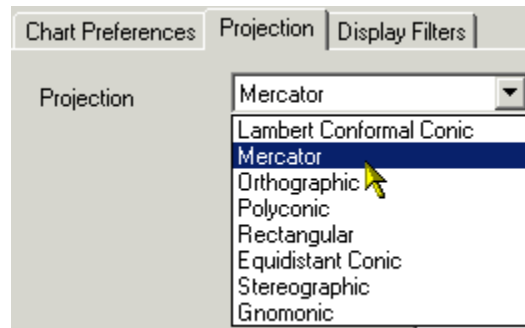 Chart Preferences Projection Display Filters
Projection Mercator
Lambert Conformal Conic
Mercator
Orthographic
Polyconic
Rectangular
Equidistant Conic
Stereographic
Gnomonic